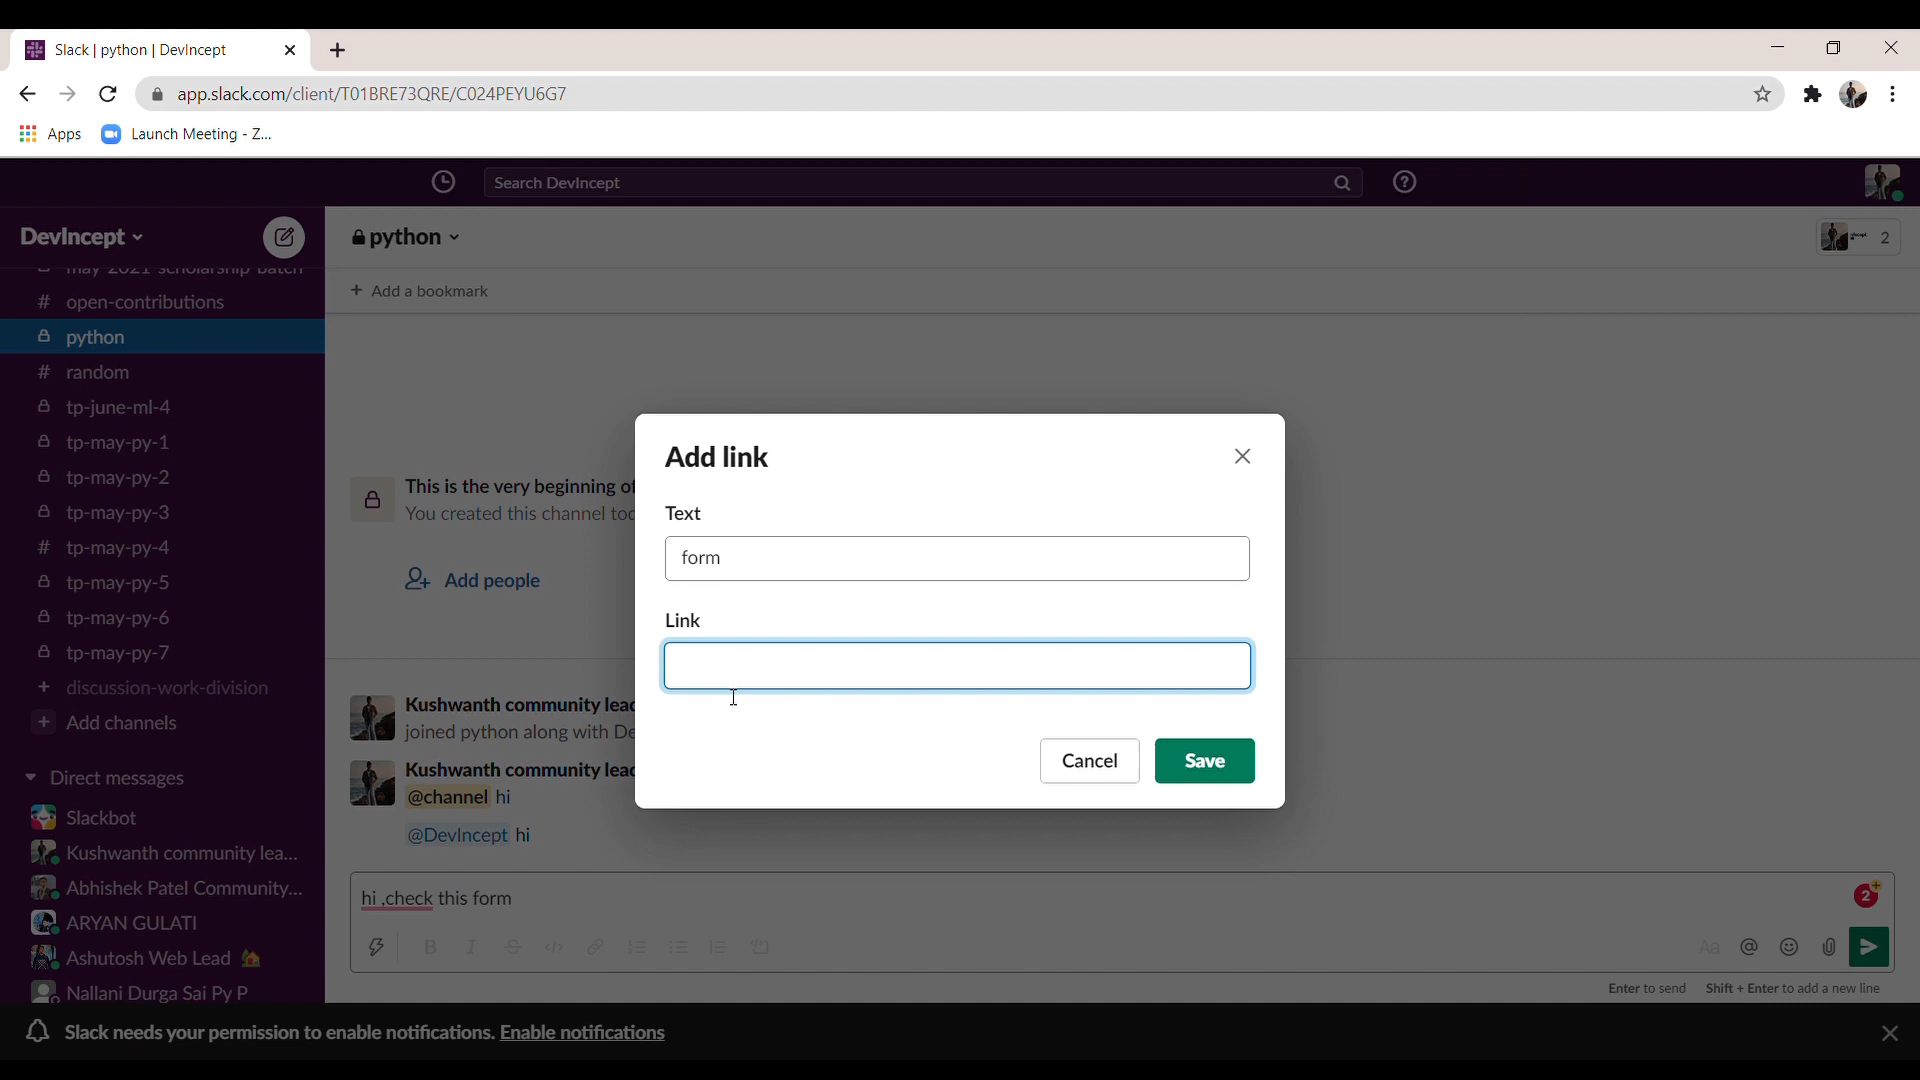 Slack | python | DevIncept
app.slack.com/client/T01BRE73QRE/C024PEYU6G7
Apps
Launch Meeting - Z...
Search DevIncept
DevIncept
python
2
may-2021-scholarship-batch
+ Add a bookmark
# open-contributions
python
# random
tp-june-ml-4
tp-may-py-1
tp-may-py-2
tp-may-py-3
# tp-may-py-4
tp-may-py-5
tp-may-py-6
tp-may-py-7
+ discussion-work-division
+ Add channels
Direct messages
Slackbot
Kushwanth community lea...
Abhishek Patel Community...
ARYAN GULATI
Ashutosh Web Lead
Nallani Durga Sai Py P
This is the very beginning of
You created this channel to
Add people
Add link
Text
form
Link
Cancel
Save
Kushwanth community lea
joined python along with De
Kushwanth community lea
@channel hi
@DevIncept hi
hi ,check this form
2
Aa
Enter to send Shift + Enter to add a new line
Slack needs your permission to enable notifications. Enable notifications